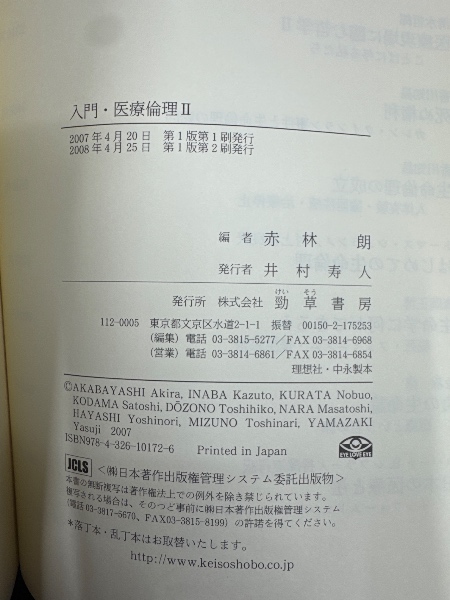 入門・医療倫理Ⅱ
2007年4月20日 第1版第1刷発行
2008年4月25日 第1版第2刷発行
編者 赤林 朗
発行者 井村寿人
けい そう
発行所 株式会社 勁草書房
112-0005 東京都文京区水道2-1-1 振替 00150-2-175253
(編集) 電話 03-3815-5277/FAX 03-3814-6968
(営業) 電話 03-3814-6861/FAX 03-3814-6854
理想社・中永製本
©AKABAYASHI Akira, INABA Kazuto, KURATA Nobuo,
KODAMA Satoshi, DŌZONO Toshihiko, NARA Masatoshi,
HAYASHI Yoshinori, MIZUNO Toshinari, YAMAZAKI
Yasuji 2007
ISBN978-4-326-10172-6 Printed in Japan
EYE LOVE EYE
JCLS <㈱日本著作出版権管理システム委託出版物>
本書の無断複写は著作権法上での例外を除き禁じられています。
複写される場合は、そのつど事前に㈱日本著作出版権管理システム
(電話03-3817-5670、FAX03-3815-8199)の許諾を得てください。
*落丁本・乱丁本はお取替いたします。
http://www.keisoshobo.co.jp